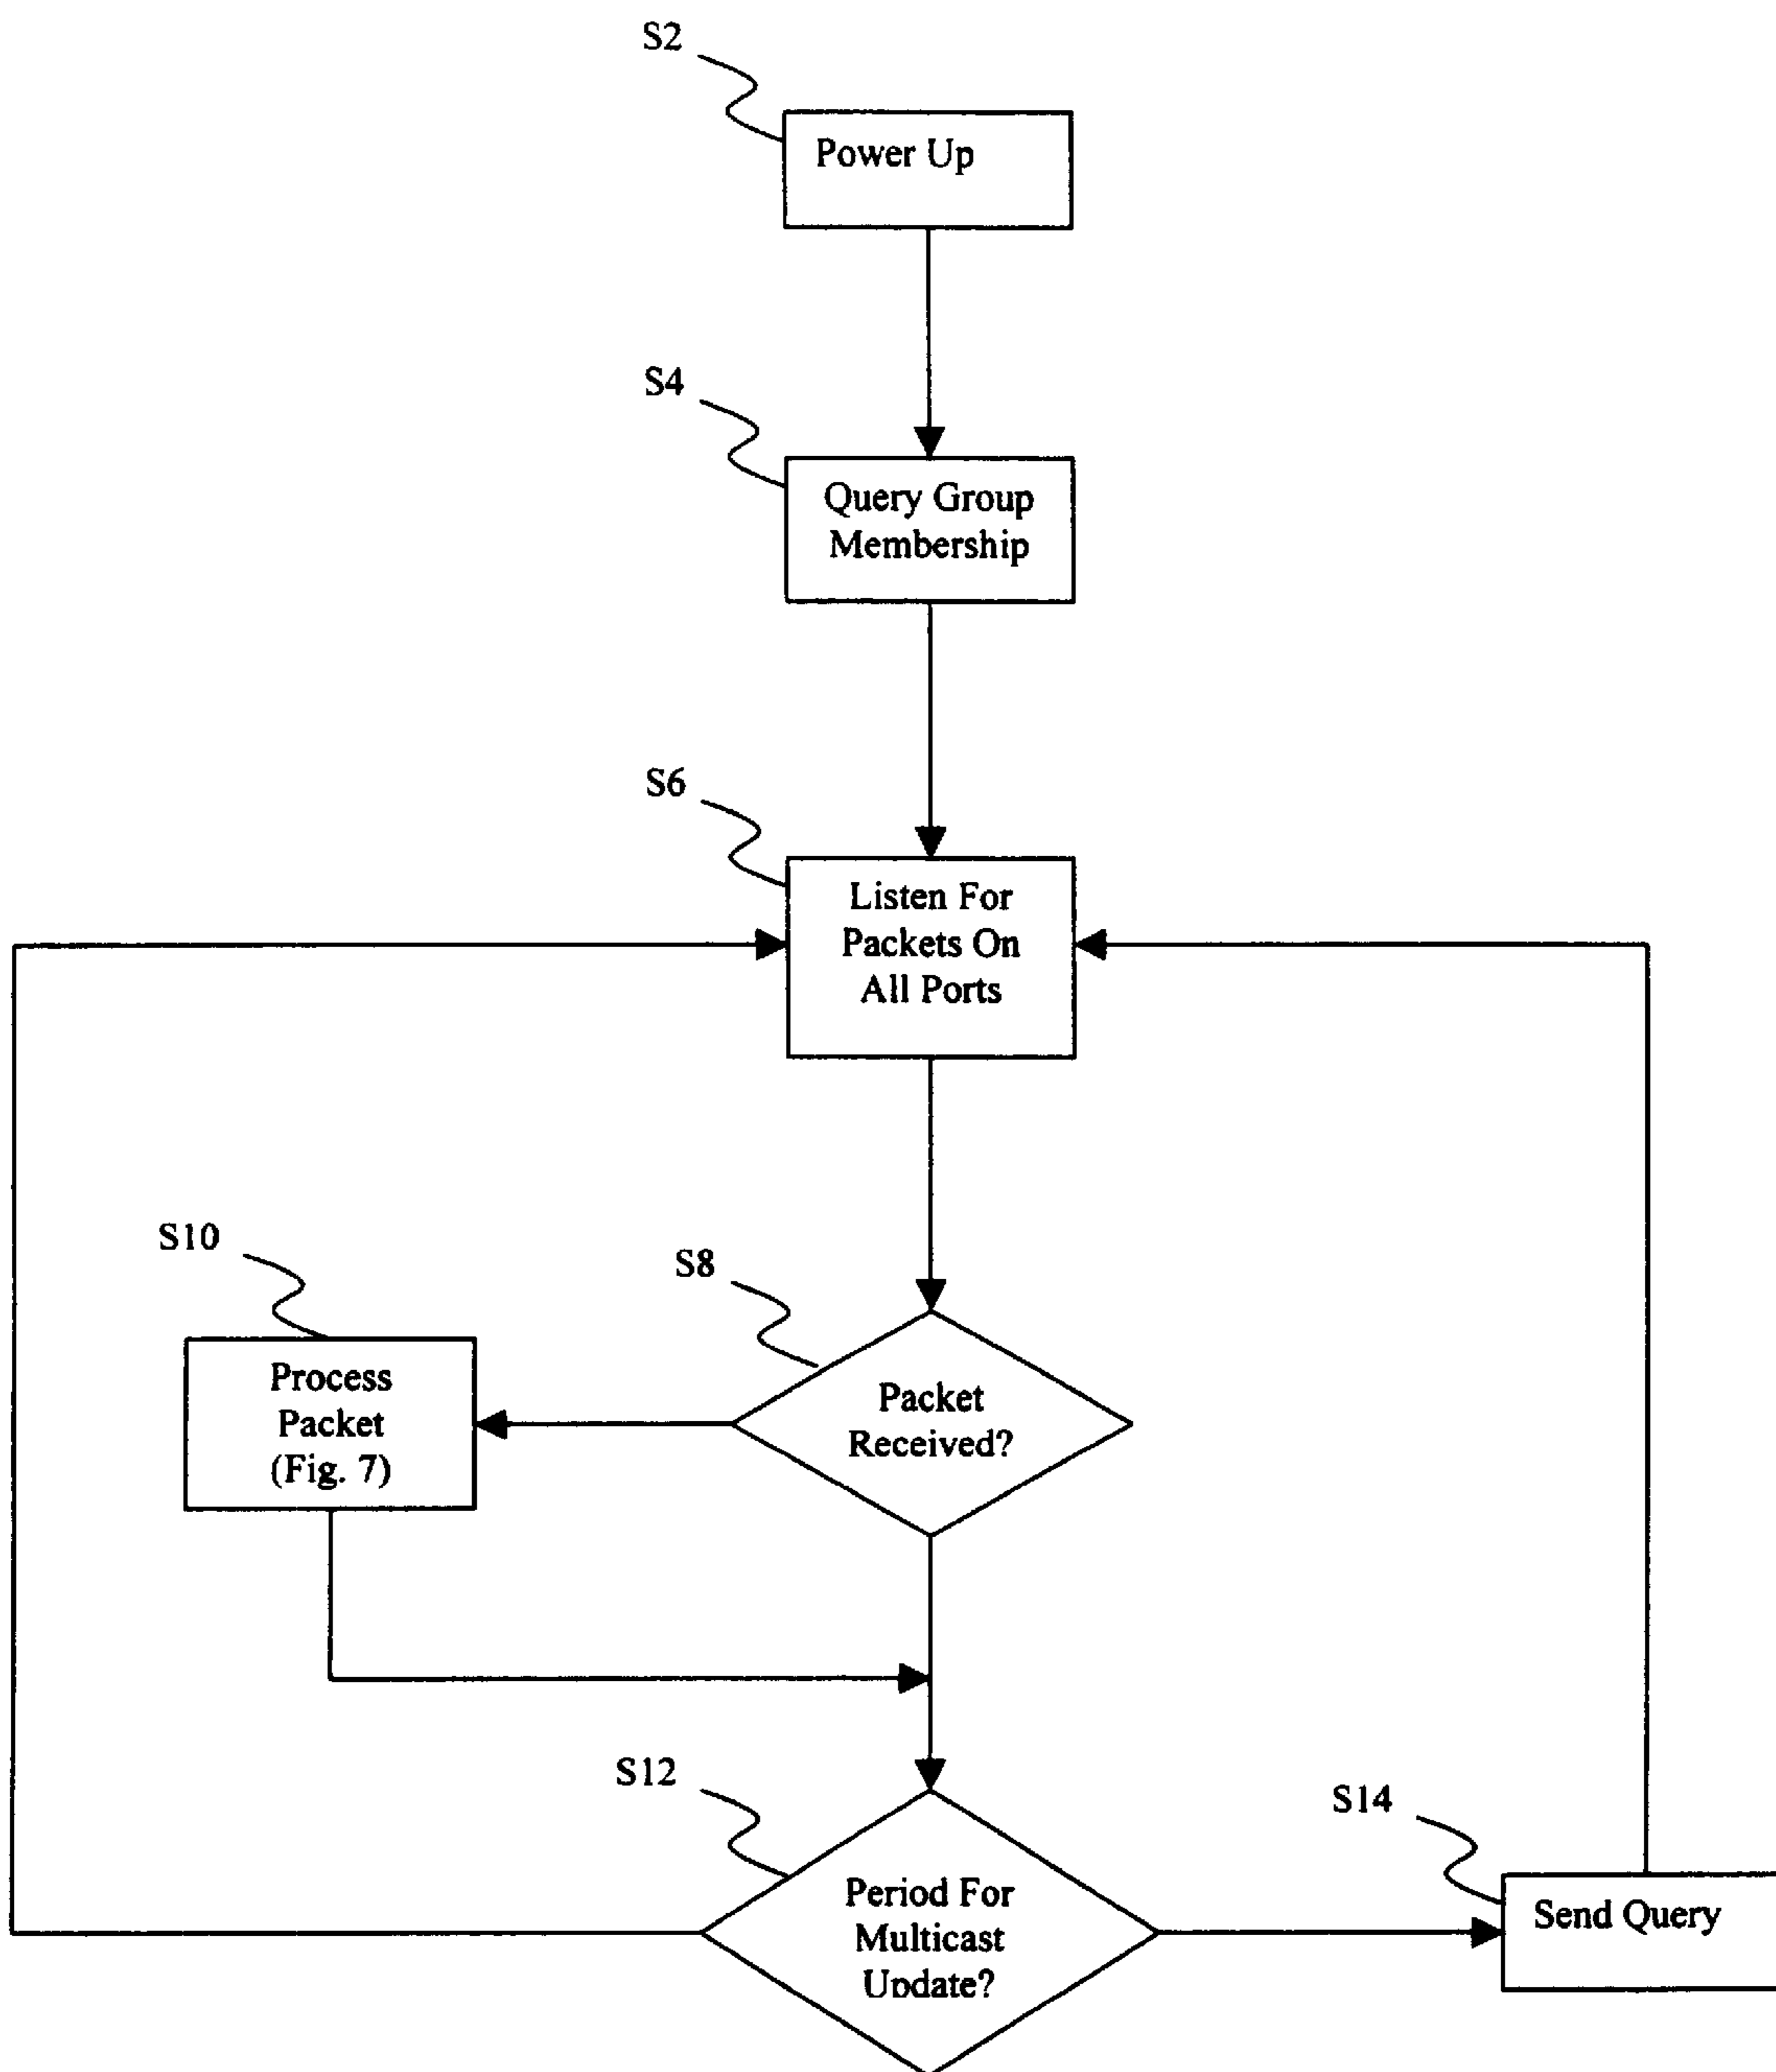 S2
Power Up
S4
Query Group
Membership
S6
Listen For
Packets On
All Ports
S10
S8
Process
Packet
(Fig. 7)
Packet
Received?
S12
S14
Period For
Multicast
Update?
Send Query